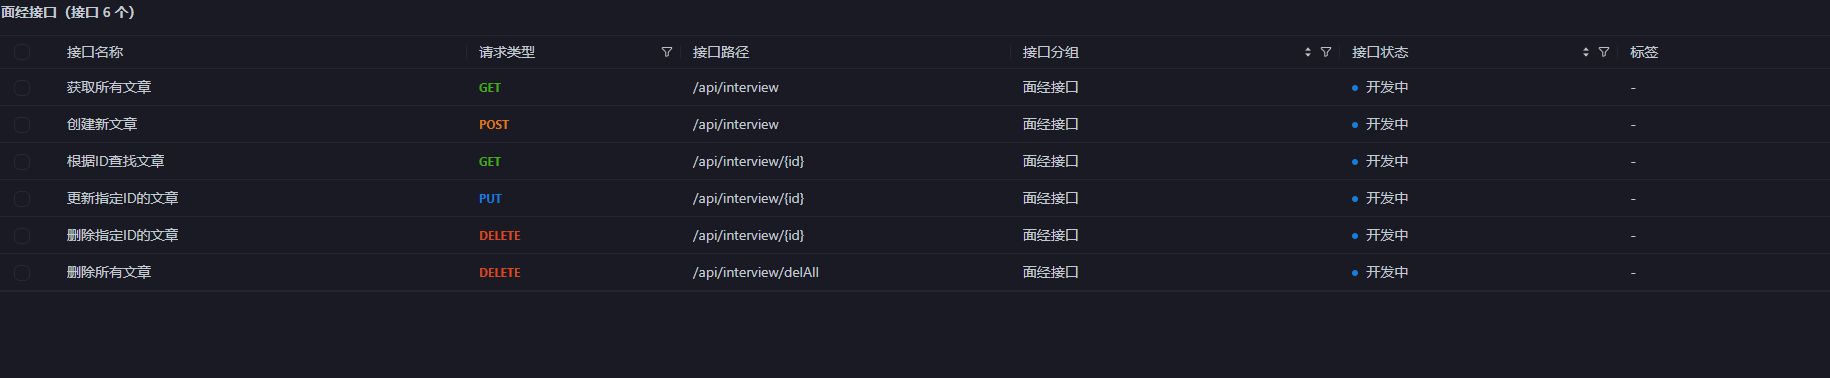 面经接口（接口 6 个）
接口名称 请求类型 接口路径 接口分组 接口状态 标签
获取所有文章 GET /api/interview 面经接口 开发中 -
创建新文章 POST /api/interview 面经接口 开发中 -
根据ID查找文章 GET /api/interview/{id} 面经接口 开发中 -
更新指定ID的文章 PUT /api/interview/{id} 面经接口 开发中 -
删除指定ID的文章 DELETE /api/interview/{id} 面经接口 开发中 -
删除所有文章 DELETE /api/interview/delAll 面经接口 开发中 -